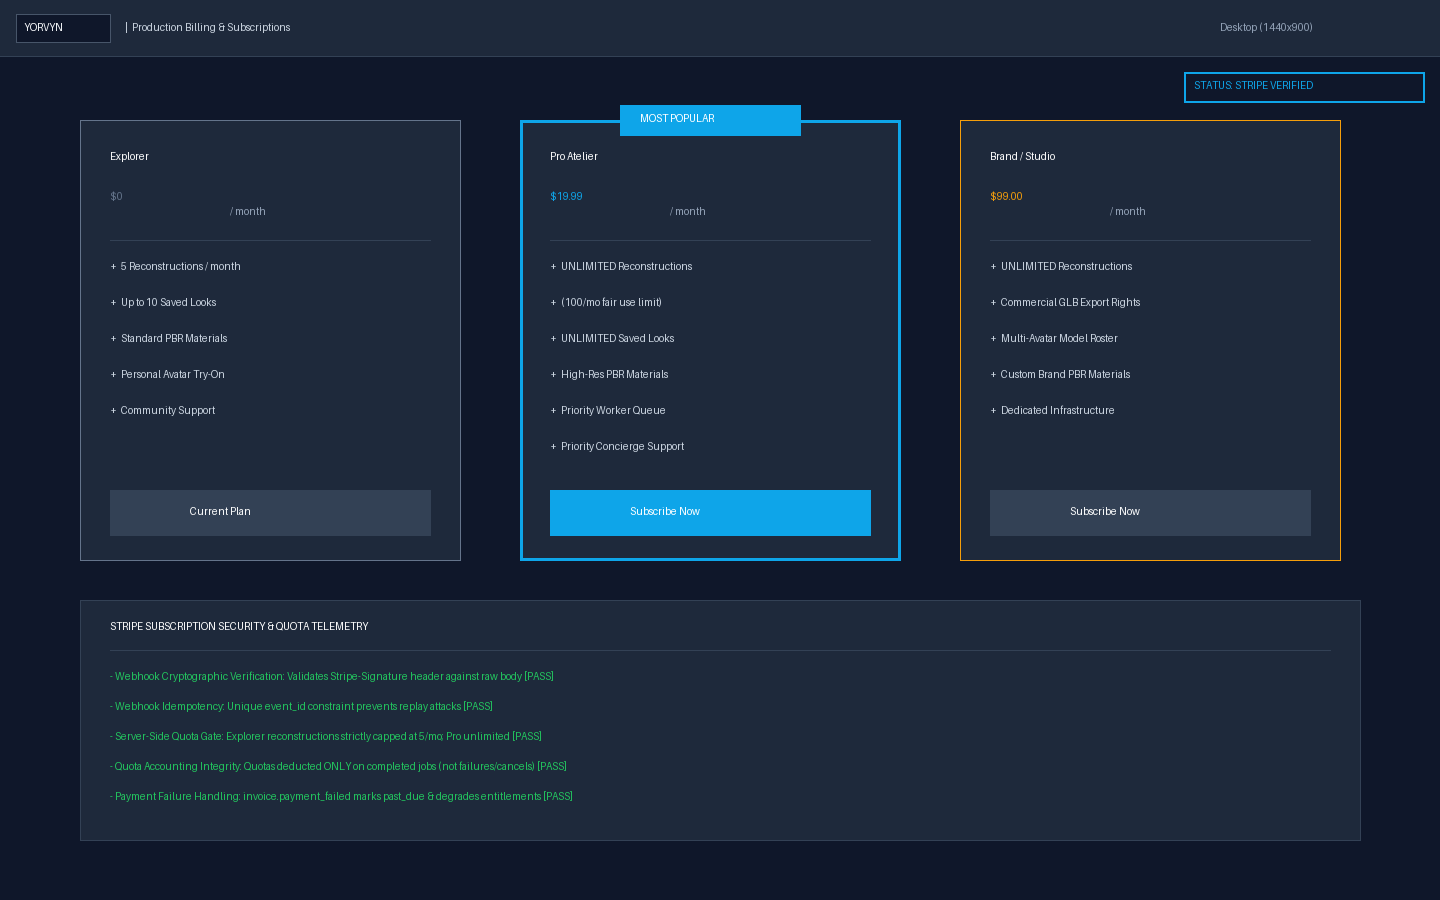 YORVYN
| Production Billing & Subscriptions
Desktop (1440x900)
STATUS: STRIPE VERIFIED
Explorer
$0
/ month
+ 5 Reconstructions / month
+ Up to 10 Saved Looks
+ Standard PBR Materials
+ Personal Avatar Try-On
+ Community Support
Current Plan
MOST POPULAR
Pro Atelier
$19.99
/ month
+ UNLIMITED Reconstructions
+ (100/mo fair use limit)
+ UNLIMITED Saved Looks
+ High-Res PBR Materials
+ Priority Worker Queue
+ Priority Concierge Support
Subscribe Now
Brand / Studio
$99.00
/ month
+ UNLIMITED Reconstructions
+ Commercial GLB Export Rights
+ Multi-Avatar Model Roster
+ Custom Brand PBR Materials
+ Dedicated Infrastructure
Subscribe Now
STRIPE SUBSCRIPTION SECURITY & QUOTA TELEMETRY
- Webhook Cryptographic Verification: Validates Stripe-Signature header against raw body [PASS]
- Webhook Idempotency: Unique event_id constraint prevents replay attacks [PASS]
- Server-Side Quota Gate: Explorer reconstructions strictly capped at 5/mo; Pro unlimited [PASS]
- Quota Accounting Integrity: Quotas deducted ONLY on completed jobs (not failures/cancels) [PASS]
- Payment Failure Handling: invoice.payment_failed marks past_due & degrades entitlements [PASS]